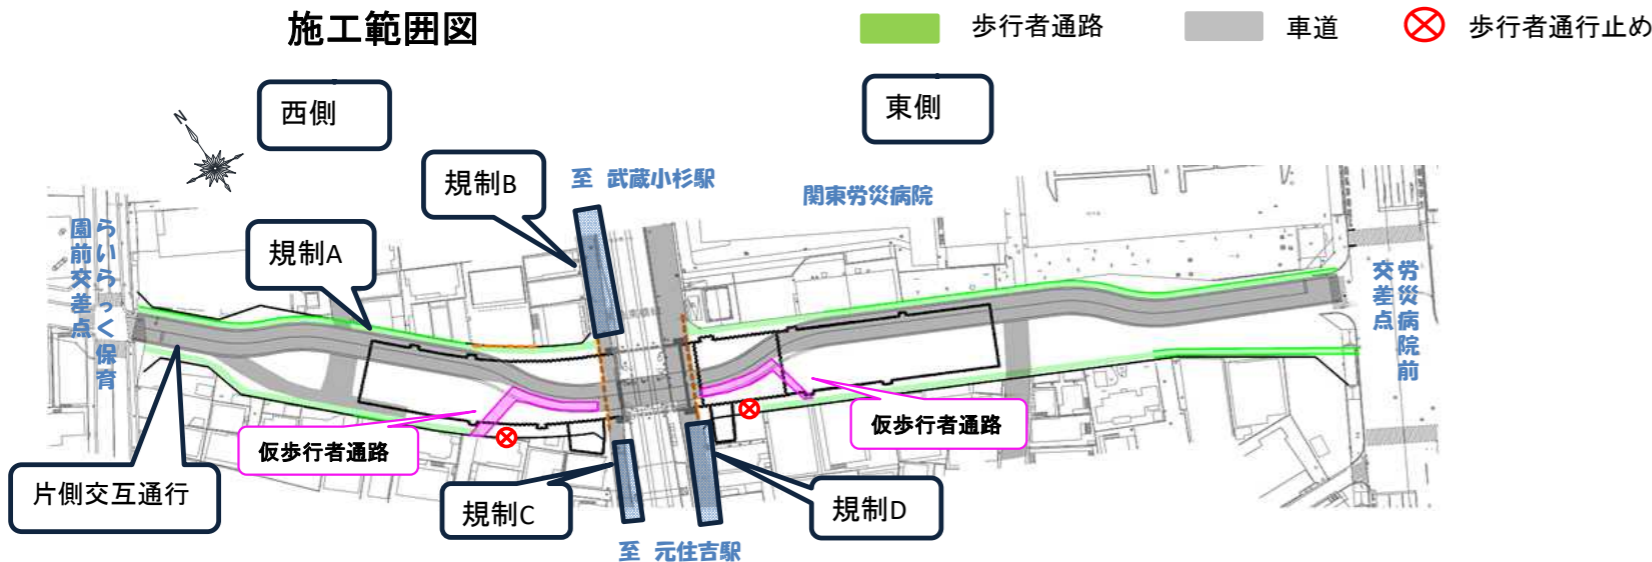 施工範囲図
歩行者通路
車道
歩行者通行止め
西側
東側
N
規制B
至 武蔵小杉駅
関東労災病院
規制A
らいらっく保育
園前交差点
労災病院前
交差点
仮歩行者通路
仮歩行者通路
片側交互通行
規制C
規制D
至 元住吉駅